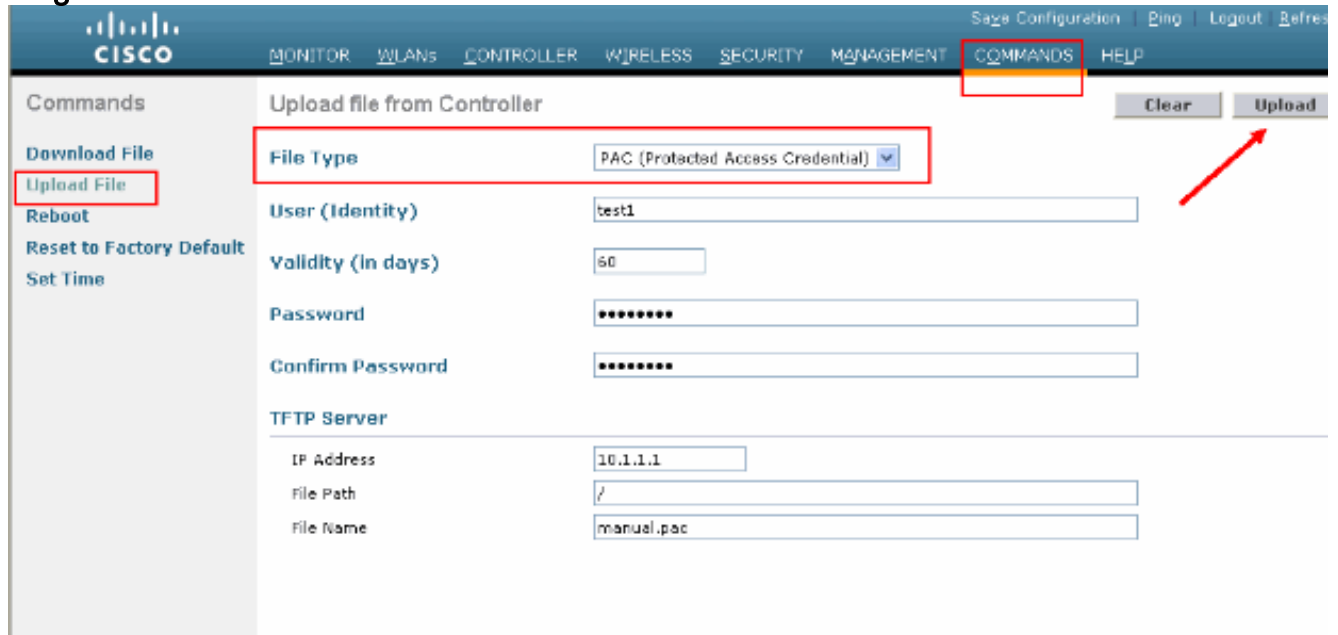 Save Configuration | Ping | Logout | Refres
CISCO
MONITOR WLANs CONTROLLER WIRELESS SECURITY MANAGEMENT COMMANDS HELP
Commands
Download File
Upload File
Reboot
Reset to Factory Default
Set Time
Upload file from Controller
Clear
Upload
File Type
PAC (Protected Access Credential)
User (Identity)
test1
Validity (in days)
60
Password
••••••••
Confirm Password
••••••••
TFTP Server
IP Address
10.1.1.1
File Path
/
File Name
manual.pac